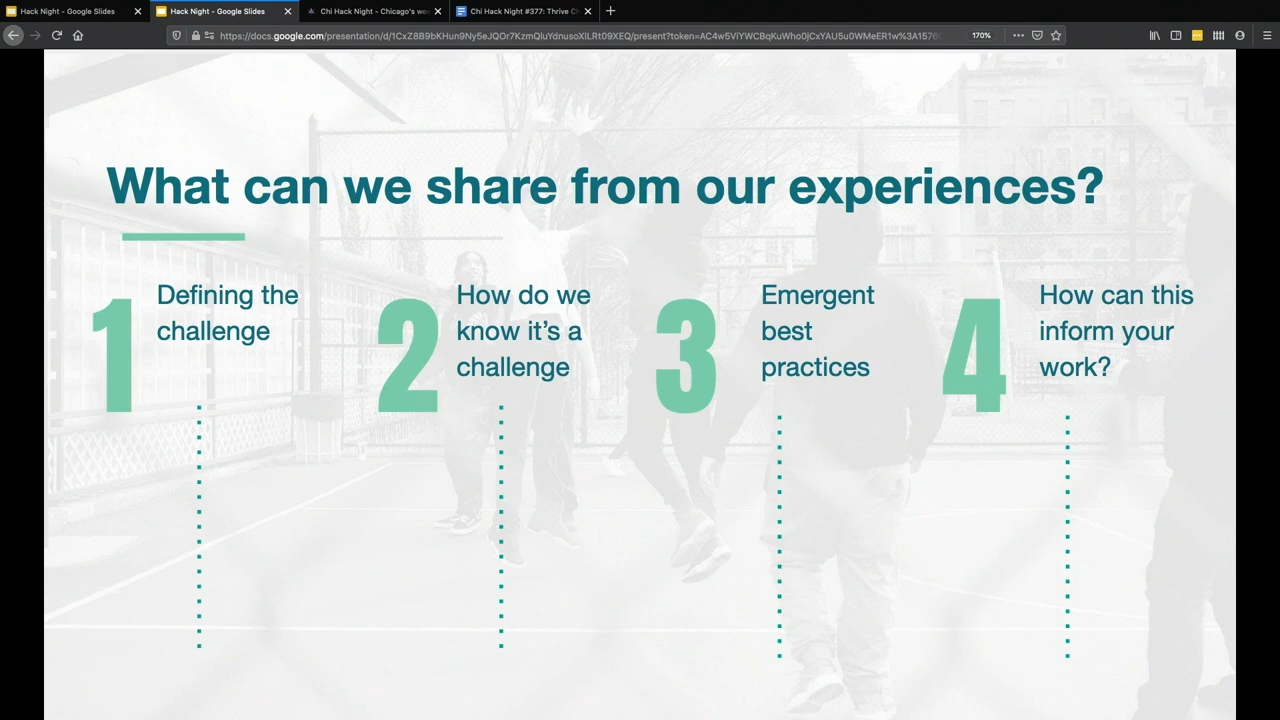 Hack Night - Google Slides
Hack Night - Google Slides
Chi Hack Night - Chicago's we
Chi Hack Night #377: Thrive C
170%
What can we share from our experiences?
1
Defining the
challenge
2
How do we
know it's a
challenge
3
Emergent
best
practices
4
How can this
inform your
work?